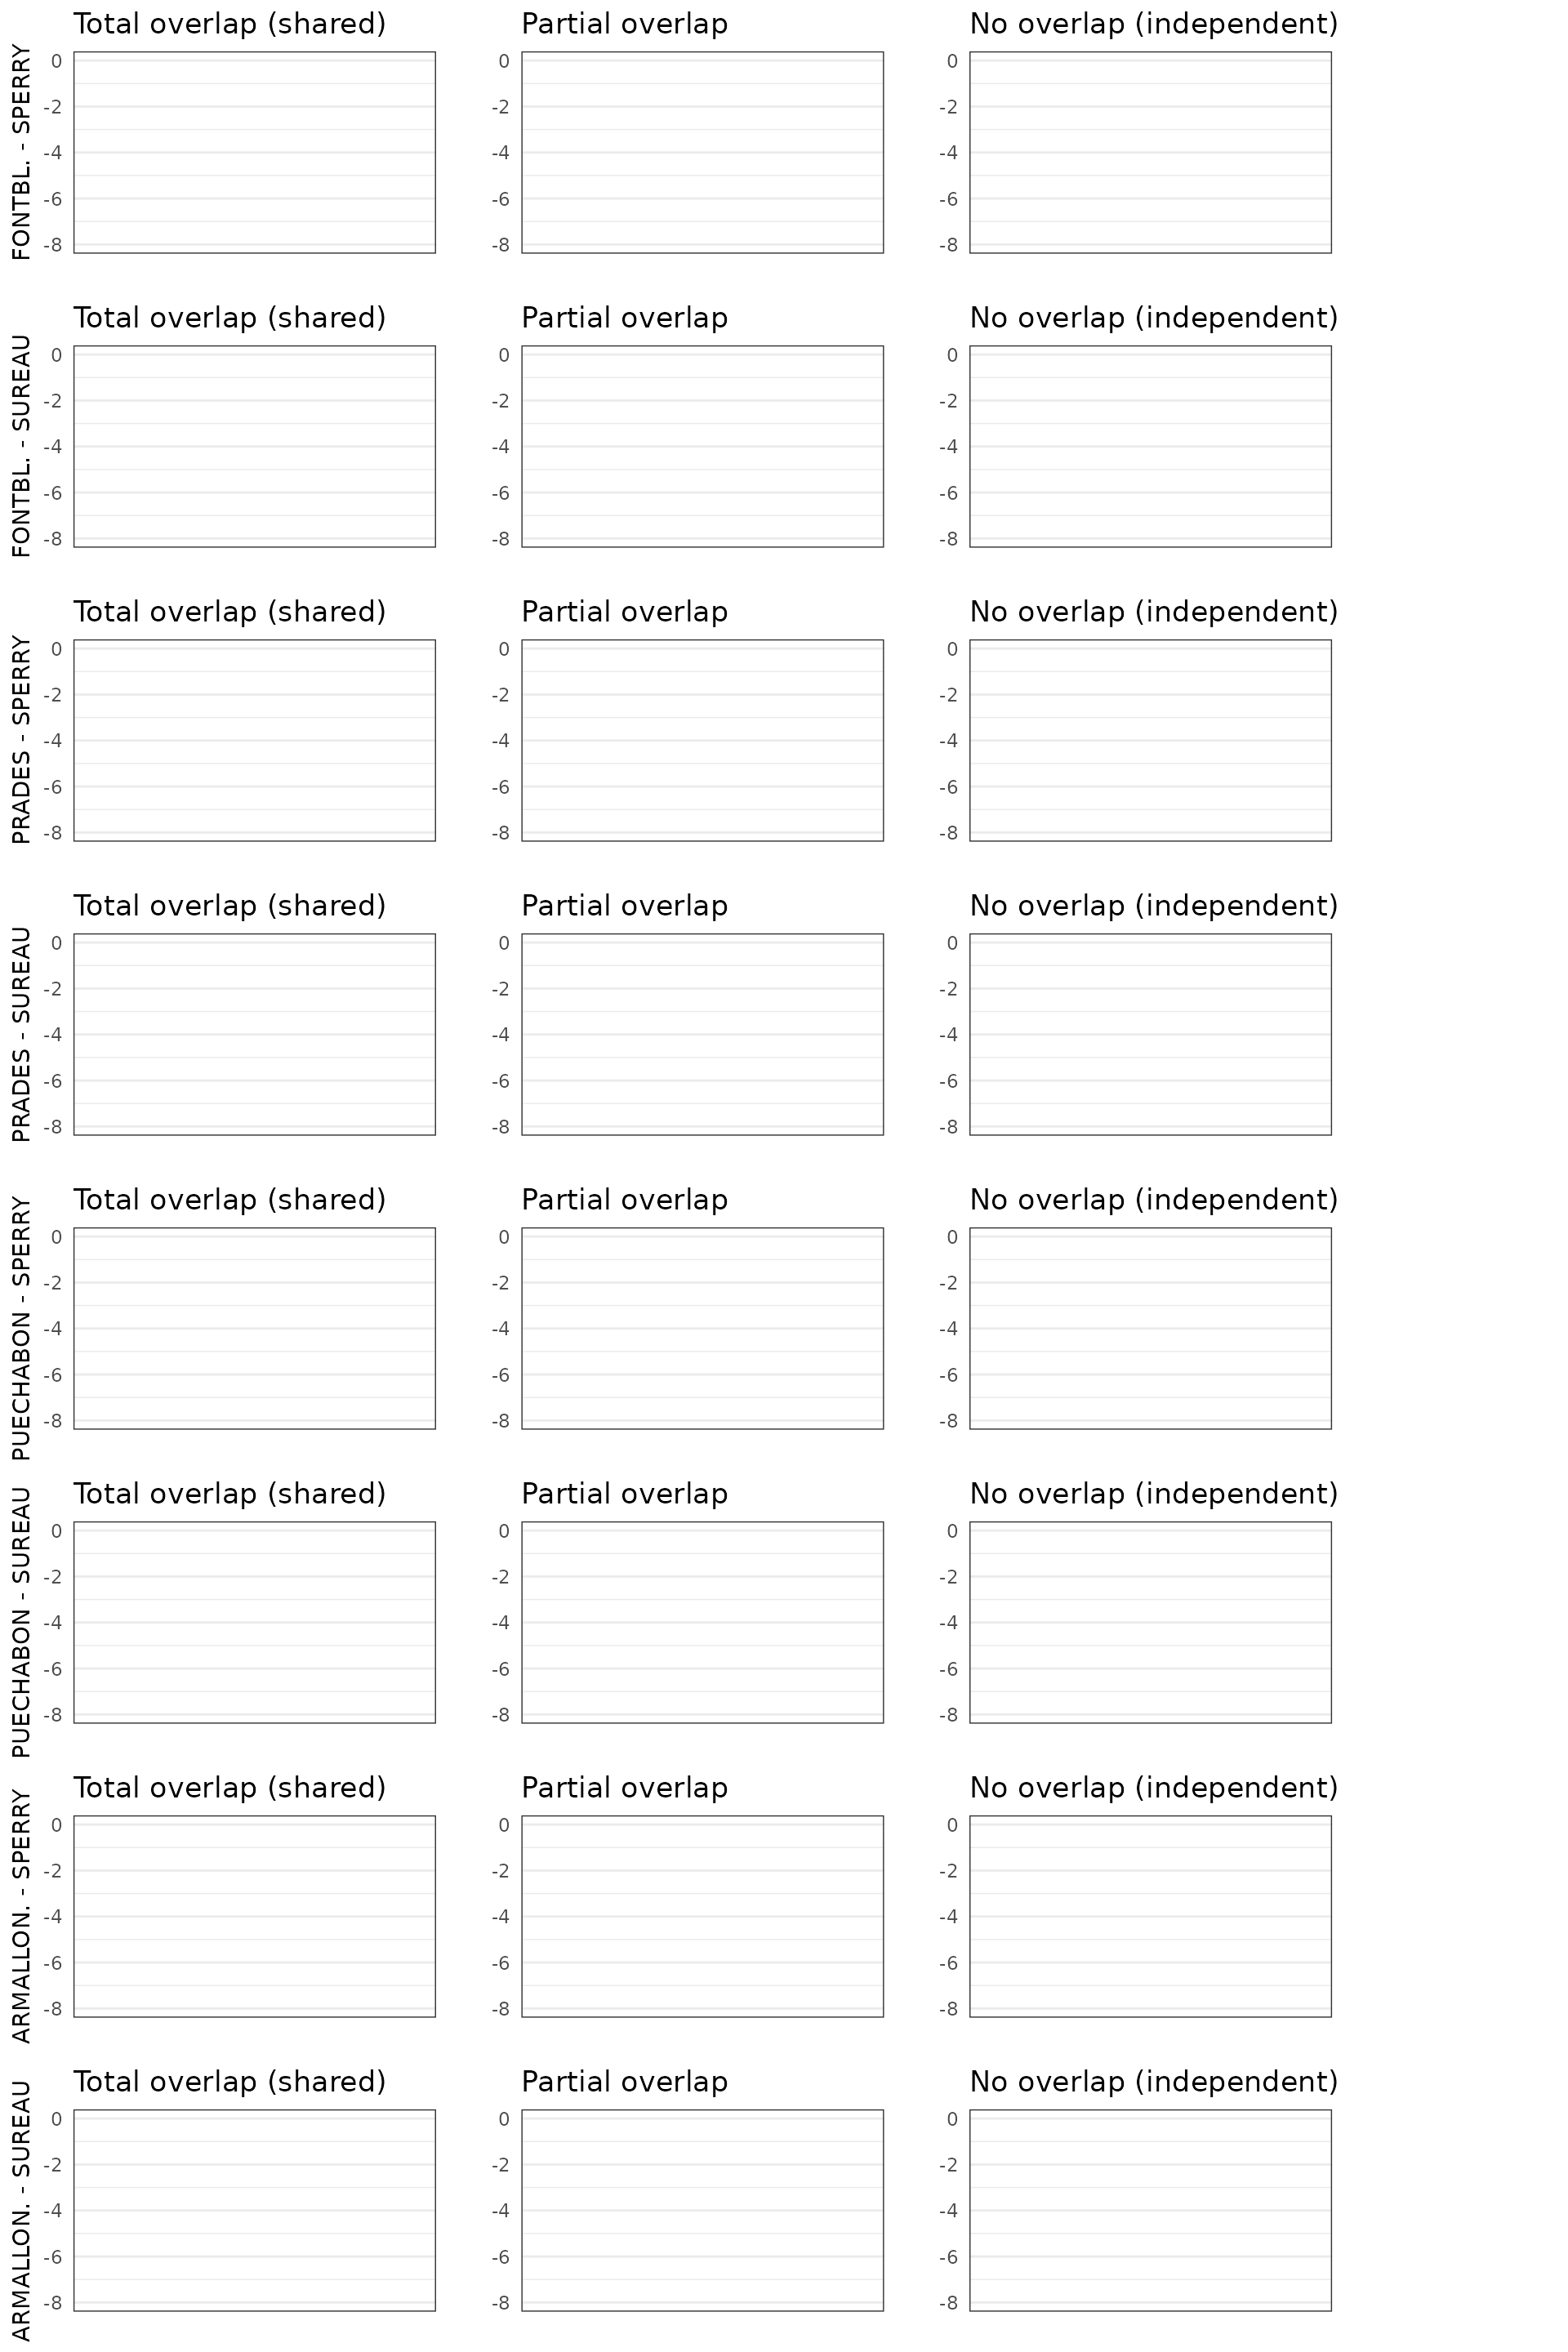 Total overlap (shared) Partial overlap No overlap (independent)
FONTBL. - SPERRY
0 0 0
-2 -2 -2
-4 -4 -4
-6 -6 -6
-8 -8 -8
Total overlap (shared) Partial overlap No overlap (independent)
FONTBL. - SUREAU
0 0 0
-2 -2 -2
-4 -4 -4
-6 -6 -6
-8 -8 -8
Total overlap (shared) Partial overlap No overlap (independent)
PRADES - SPERRY
0 0 0
-2 -2 -2
-4 -4 -4
-6 -6 -6
-8 -8 -8
Total overlap (shared) Partial overlap No overlap (independent)
PRADES - SUREAU
0 0 0
-2 -2 -2
-4 -4 -4
-6 -6 -6
-8 -8 -8
Total overlap (shared) Partial overlap No overlap (independent)
PUECHABON - SPERRY
0 0 0
-2 -2 -2
-4 -4 -4
-6 -6 -6
-8 -8 -8
Total overlap (shared) Partial overlap No overlap (independent)
PUECHABON - SUREAU
0 0 0
-2 -2 -2
-4 -4 -4
-6 -6 -6
-8 -8 -8
Total overlap (shared) Partial overlap No overlap (independent)
ARMALLON. - SPERRY
0 0 0
-2 -2 -2
-4 -4 -4
-6 -6 -6
-8 -8 -8
Total overlap (shared) Partial overlap No overlap (independent)
ARMALLON. - SUREAU
0 0 0
-2 -2 -2
-4 -4 -4
-6 -6 -6
-8 -8 -8